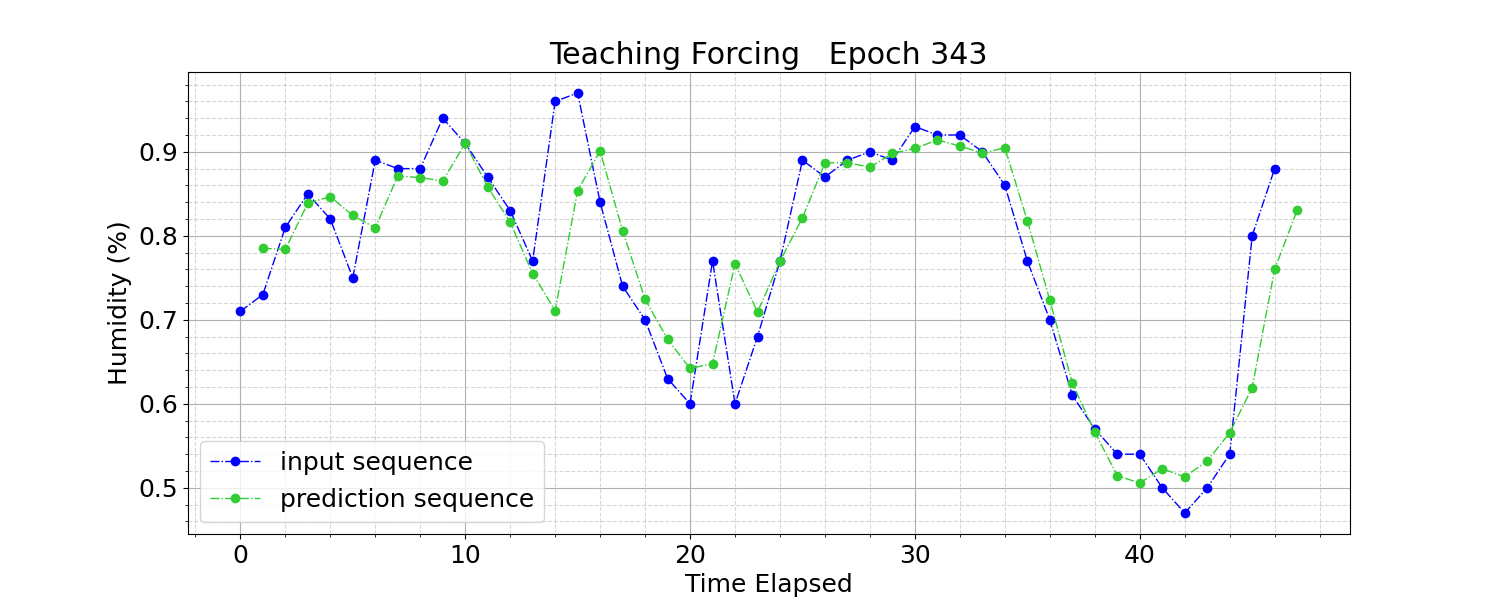 Teaching Forcing   Epoch 343
Humidity (%)
0.9
0.8
0.7
0.6
0.5
input sequence
prediction sequence
0 10 20 30 40
Time Elapsed